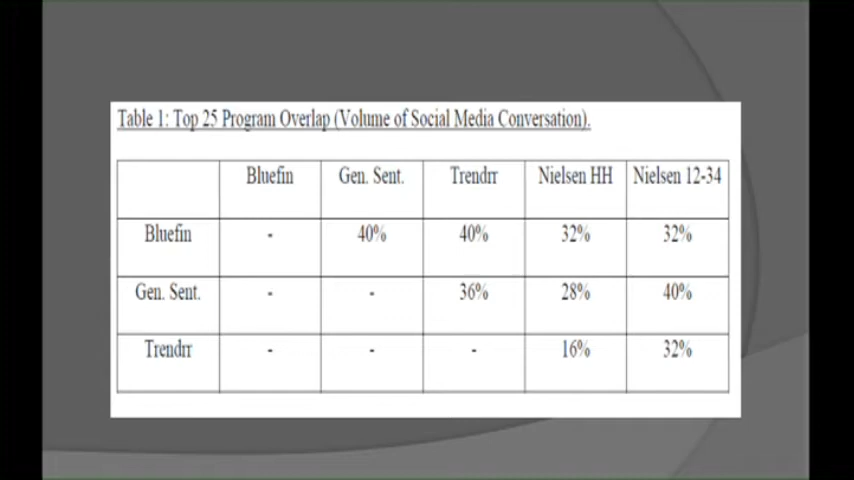 Table 1: Top 25 Program Overlap (Volume of Social Media Conversation).
Bluefin Gen. Sent. Trendrr Nielsen HH Nielsen 12-34
Bluefin - 40% 40% 32% 32%
Gen. Sent. - - 36% 28% 40%
Trendrr - - - 16% 32%